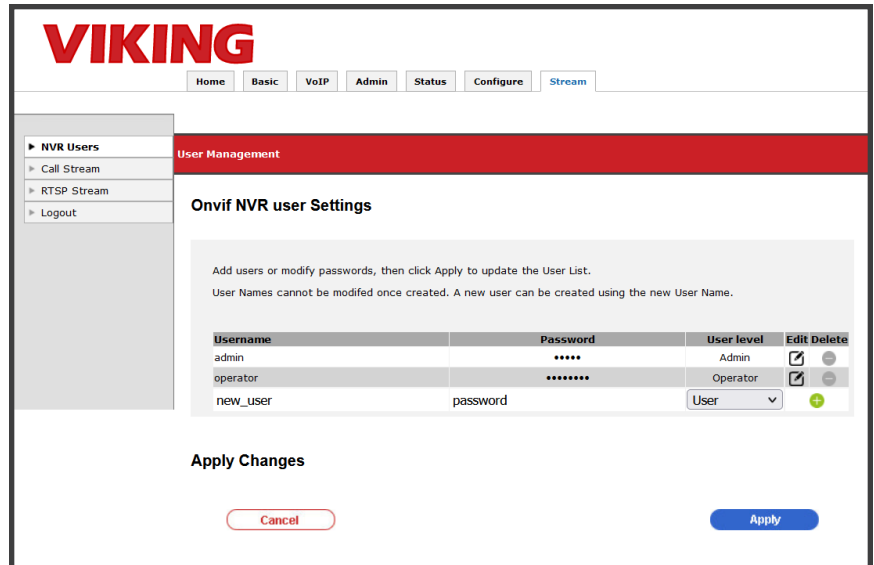 VIKING
Home Basic VoIP Admin Status Configure Stream
NVR Users
Call Stream
RTSP Stream
Logout
User Management
Onvif NVR user Settings
Add users or modify passwords, then click Apply to update the User List.
User Names cannot be modifed once created. A new user can be created using the new User Name.
Username Password User level Edit Delete
admin ••••• Admin
operator •••••••• Operator
new_user password User
Apply Changes
Cancel Apply